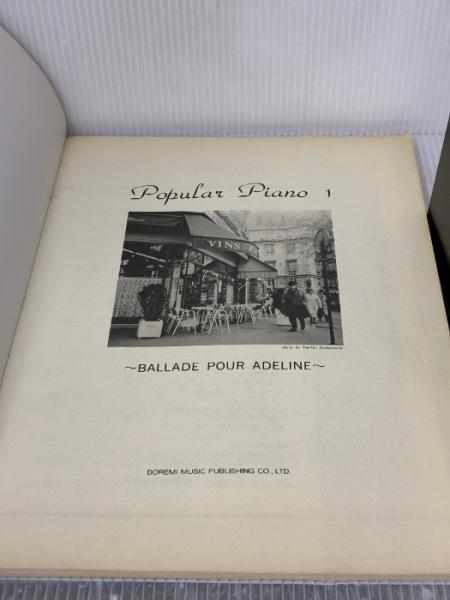 Popular Piano 1
VINS
~BALLADE POUR ADELINE~
DOREMI MUSIC PUBLISHING CO., LTD.